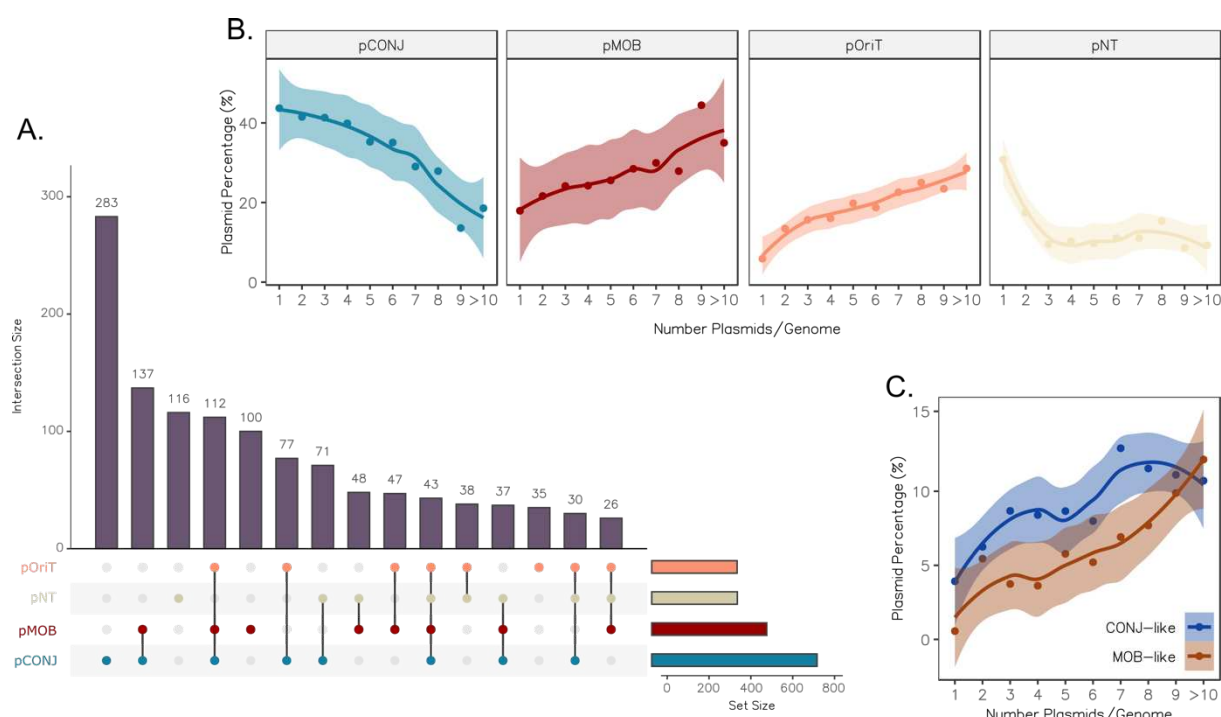 B.
pCONJ pMOB pOriT pNT
Plasmid Percentage (%)
40
20
0
1 2 3 4 5 6 7 8 9 >10 1 2 3 4 5 6 7 8 9 >10 1 2 3 4 5 6 7 8 9 >10 1 2 3 4 5 6 7 8 9 >10
Number Plasmids/Genome
A.
Intersection Size
300
200
100
0
283
137
116
112
100
77
71
48
47
43
38
37
35
30
26
pOriT
pNT
pMOB
pCONJ
0 200 400 600 800
Set Size
C.
Plasmid Percentage (%)
15
10
5
0
CONJ-like
MOB-like
1 2 3 4 5 6 7 8 9 >10
Number Plasmids/Genome